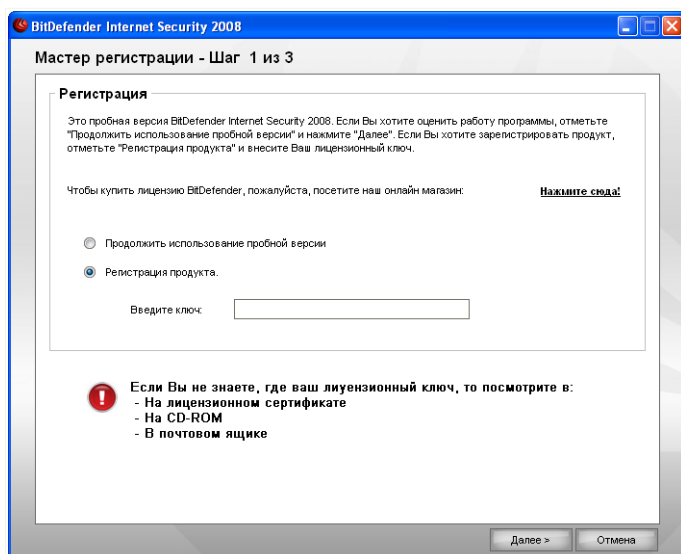 BitDefender Internet Security 2008
Мастер регистрации - Шаг 1 из 3
Регистрация
Это пробная версия BitDefender Internet Security 2008. Если Вы хотите оценить работу программы, отметьте
"Продолжить использование пробной версии" и нажмите "Далее". Если Вы хотите зарегистрировать продукт,
отметьте "Регистрация продукта" и внесите Ваш лицензионный ключ.
Чтобы купить лицензию BitDefender, пожалуйста, посетите наш онлайн магазин: Нажмите сюда!
Продолжить использование пробной версии
Регистрация продукта.
Введите ключ:
Если Вы не знаете, где ваш лиуензионный ключ, то посмотрите в:
- На лицензионном сертификате
- На CD-ROM
- В почтовом ящике
Далее > Отмена